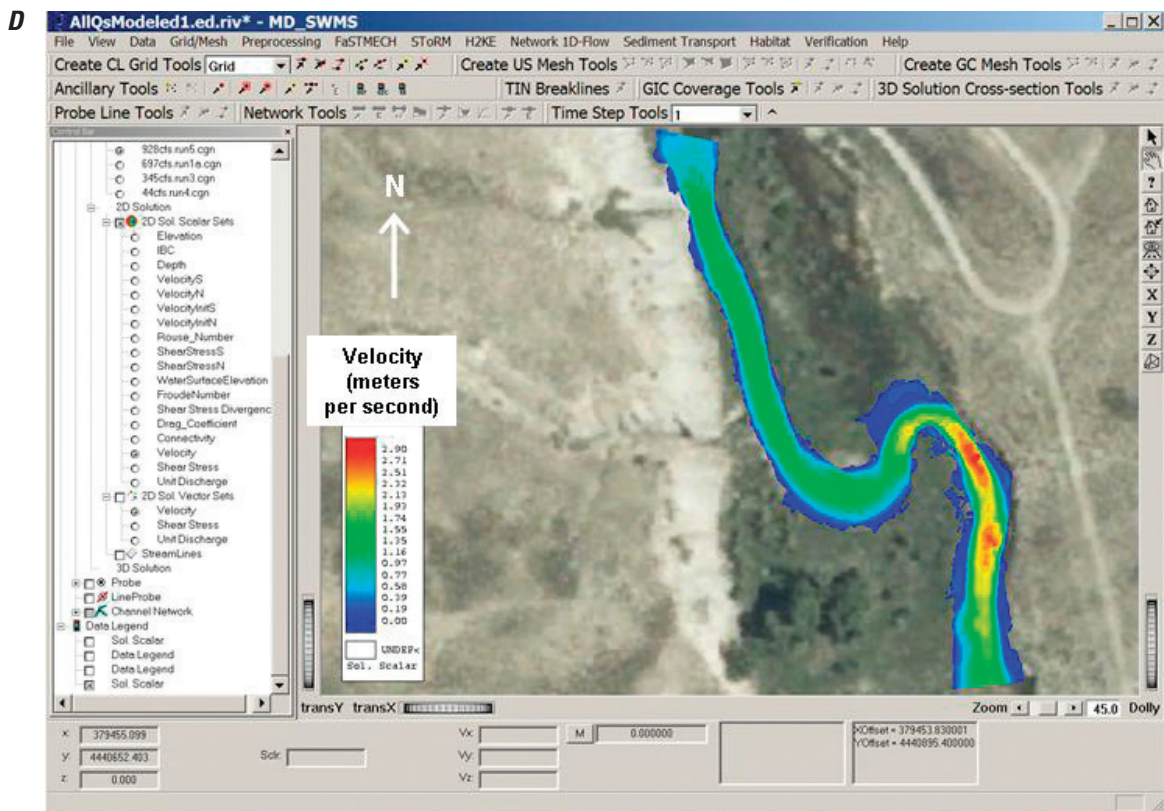 D
AllQsModeled1.ed.riv* - MD_SWMS
File View Data Grid/Mesh Preprocessing FaSTMECH SToRM H2KE Network 1D-Flow Sediment Transport Habitat Verification Help
Create CL Grid Tools Grid Create US Mesh Tools Create GC Mesh Tools
Ancillary Tools TIN Breaklines GIC Coverage Tools 3D Solution Cross-section Tools
Probe Line Tools Network Tools Time Step Tools 1
Control Bar
928cfs.run5.cgn
697cfs.run1a.cgn
345cfs.run3.cgn
44cfs.run4.cgn
2D Solution
2D Sol. Scalar Sets
Elevation
IBC
Depth
VelocityS
VelocityN
VelocityInitS
VelocityInitN
Rouse_Number
ShearStressS
ShearStressN
WaterSurfaceElevation
FroudeNumber
Shear Stress Divergenc
Drag_Coefficient
Connectivity
Velocity
Shear Stress
Unit Discharge
2D Sol. Vector Sets
Velocity
Shear Stress
Unit Discharge
StreamLines
3D Solution
Probe
LineProbe
Channel Network
Data Legend
Sol. Scalar
Data Legend
Data Legend
Sol. Scalar
N
Velocity
(meters
per second)
2.90
2.71
2.51
2.32
2.13
1.93
1.74
1.55
1.35
1.16
0.97
0.77
0.58
0.39
0.19
0.00
UNDEF<
Sol. Scalar
?
X
Y
Z
transY transX Zoom 45.0 Dolly
x: 379455.099 Vx: M 0.000000 XOffset = 379453.830001
YOffset = 4440895.400000
y: 4440652.403 Sclr: Vy:
z: 0.000 Vz: